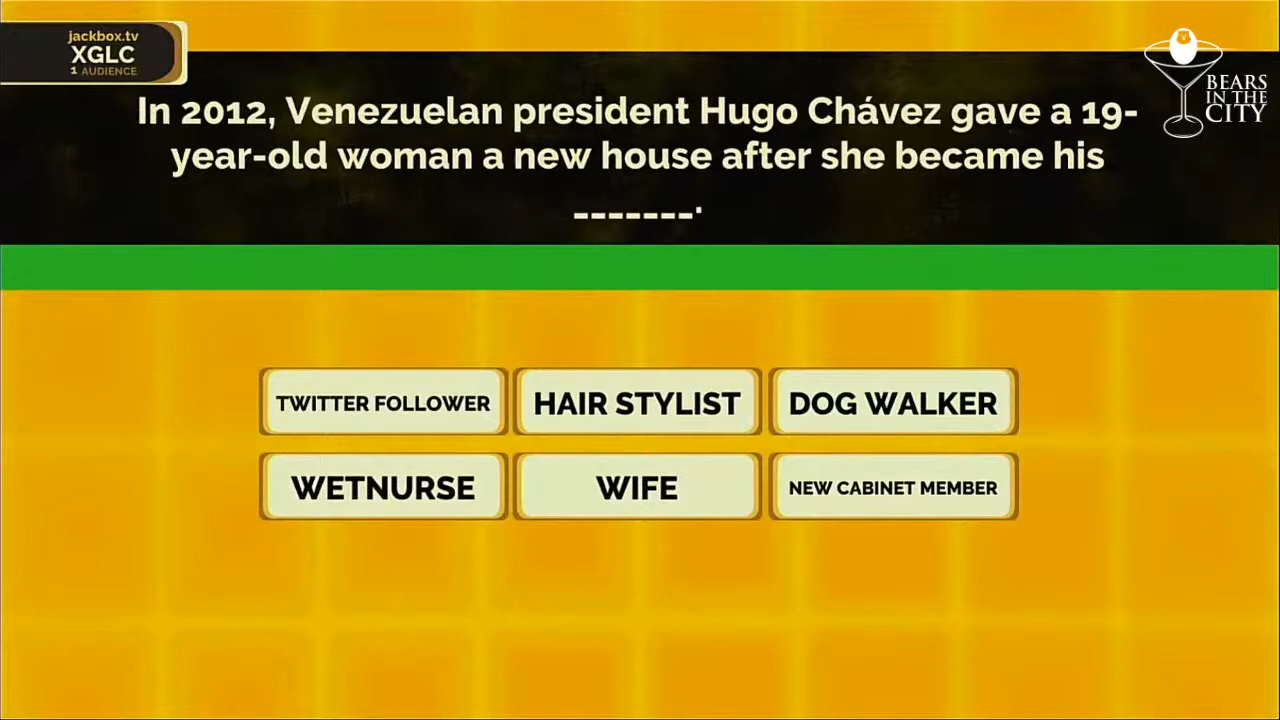 jackbox.tv
XGLC
1 AUDIENCE
BEARS
IN THE
CITY
In 2012, Venezuelan president Hugo Chávez gave a 19-
year-old woman a new house after she became his
_______.
TWITTER FOLLOWER
HAIR STYLIST
DOG WALKER
WETNURSE
WIFE
NEW CABINET MEMBER